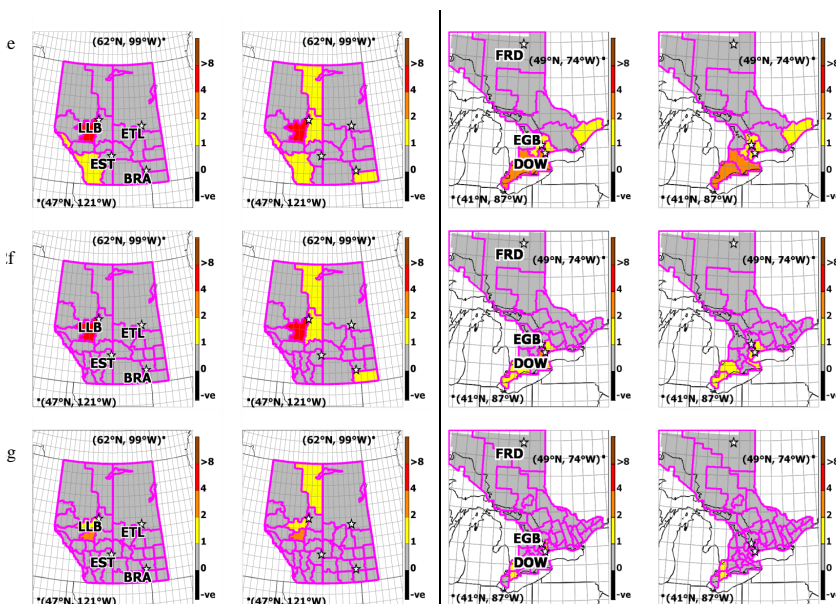 e
(62°N, 99°W)* (62°N, 99°W)* (49°N, 74°W)* (49°N, 74°W)*
>8 >8 >8 >8
4 4 4 4
2 2 2 2
1 1 1 1
0 0 0 0
-ve -ve -ve -ve
LLB ETL FRD
EST EGB
BRA DOW
*(47°N, 121°W) *(47°N, 121°W) *(41°N, 87°W) *(41°N, 87°W)
(62°N, 99°W)* (62°N, 99°W)* (49°N, 74°W)* (49°N, 74°W)*
>8 >8 >8 >8
4 4 4 4
2 2 2 2
1 1 1 1
0 0 0 0
-ve -ve -ve -ve
LLB ETL FRD
EST EGB
BRA DOW
*(47°N, 121°W) *(47°N, 121°W) *(41°N, 87°W) *(41°N, 87°W)
g
(62°N, 99°W)* (62°N, 99°W)* (49°N, 74°W)* (49°N, 74°W)*
>8 >8 >8 >8
4 4 4 4
2 2 2 2
1 1 1 1
0 0 0 0
-ve -ve -ve -ve
LLB ETL FRD
EST EGB
BRA DOW
*(47°N, 121°W) *(47°N, 121°W) *(41°N, 87°W) *(41°N, 87°W)